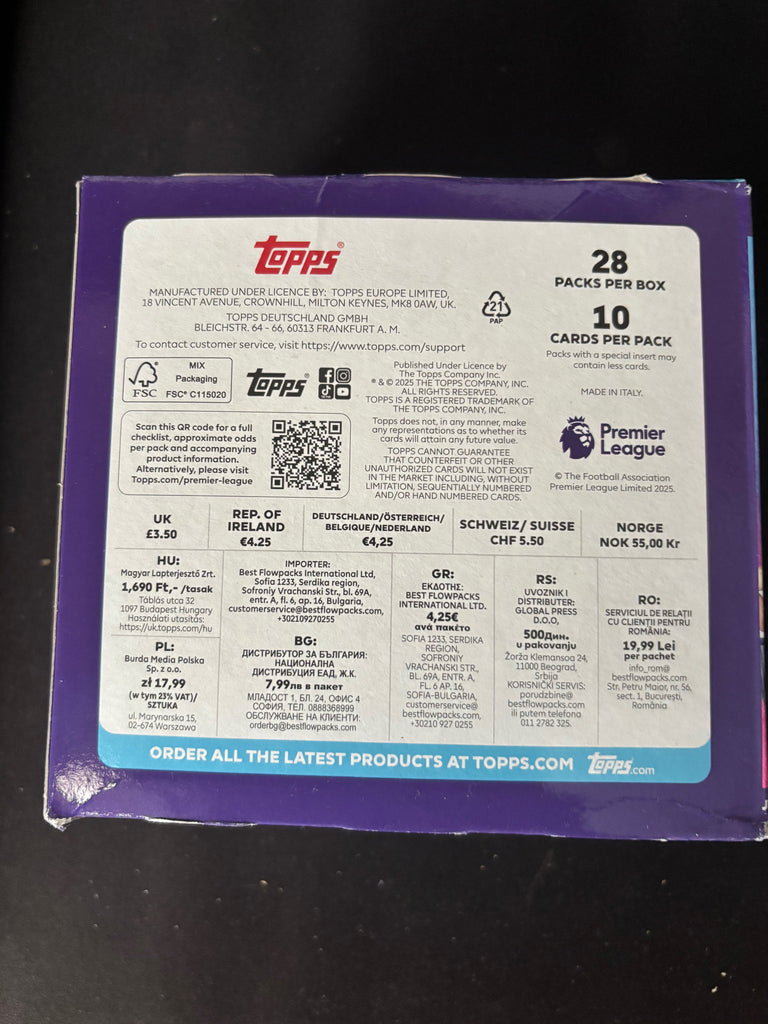 topps®
MANUFACTURED UNDER LICENCE BY: TOPPS EUROPE LIMITED,
18 VINCENT AVENUE, CROWNHILL, MILTON KEYNES, MK8 0AW, UK.
TOPPS DEUTSCHLAND GMBH
BLEICHSTR. 64 - 66, 60313 FRANKFURT A. M.
To contact customer service, visit https://www.topps.com/support
21
PAP
28
PACKS PER BOX
10
CARDS PER PACK
Packs with a special insert may
contain less cards.
MADE IN ITALY.
FSC
MIX
Packaging
FSC® C115020
topps®
Published Under Licence by
The Topps Company Inc.
® & © 2025 THE TOPPS COMPANY, INC.
ALL RIGHTS RESERVED.
TOPPS IS A REGISTERED TRADEMARK OF
THE TOPPS COMPANY, INC.
Topps does not, in any manner, make
any representations as to whether its
cards will attain any future value.
TOPPS CANNOT GUARANTEE
THAT COUNTERFEIT OR OTHER
UNAUTHORIZED CARDS WILL NOT EXIST
IN THE MARKET INCLUDING, WITHOUT
LIMITATION, SEQUENTIALLY NUMBERED
AND/OR HAND NUMBERED CARDS.
Scan this QR code for a full
checklist, approximate odds
per pack and accompanying
product information.
Alternatively, please visit
Topps.com/premier-league
Premier
League
© The Football Association
Premier League Limited 2025.
UK
£3.50
REP. OF
IRELAND
€4.25
DEUTSCHLAND/ÖSTERREICH/
BELGIQUE/NEDERLAND
€4,25
SCHWEIZ/ SUISSE
CHF 5.50
NORGE
NOK 55,00 Kr
HU:
Magyar Lapterjesztő Zrt.
1,690 Ft,- /tasak
Táblás utca 32
1097 Budapest Hungary
Használati utasítás:
https://uk.topps.com/hu
PL:
Burda Media Polska
Sp. z o.o.
zł 17,99
(w tym 23% VAT)/
SZTUKA
ul. Marynarska 15,
02-674 Warszawa
IMPORTER:
Best Flowpacks International Ltd,
Sofia 1233, Serdika region,
Sofroniy Vrachanski Str., bl. 69A,
entr. A, fl. 6, ap. 16, Bulgaria,
customerservice@bestflowpacks.com,
+302109270255
BG:
ДИСТРИБУТОР ЗА БЪЛГАРИЯ:
НАЦИОНАЛНА
ДИСТРИБУЦИЯ ЕАД, Ж.К.
7,99лв в пакет
МЛАДОСТ 1, БЛ. 24, ОФИС 4
СОФИЯ, ТЕЛ. 0888368999
ОБСЛУЖВАНЕ НА КЛИЕНТИ:
orderbg@bestflowpacks.com
GR:
ΕΚΔΟΤΗΣ:
BEST FLOWPACKS
INTERNATIONAL LTD.
4,25€
ανά πακέτο
SOFIA 1233, SERDIKA
REGION,
SOFRONIY
VRACHANSKI STR.,
BL. 69A, ENTR. A,
FL. 6 AP. 16,
SOFIA-BULGARIA,
customerservice@
bestflowpacks.com,
+30210 927 0255
RS:
UVOZNIK I
DISTRIBUTER:
GLOBAL PRESS
D.O.O,
500Дин.
u pakovanju
Žorža Klemansoa 24,
11000 Beograd,
Srbija
KORISNIČKI SERVIS:
porudzbine@
bestflowpacks.com
ili putem telefona
011 2782 325.
RO:
SERVICIUL DE RELAȚII
CU CLIENȚII PENTRU
ROMÂNIA:
19,99 Lei
per pachet
info_rom@
bestflowpacks.com
Str. Petru Maior, nr. 56,
sect. 1, București,
România
ORDER ALL THE LATEST PRODUCTS AT TOPPS.COM topps.com